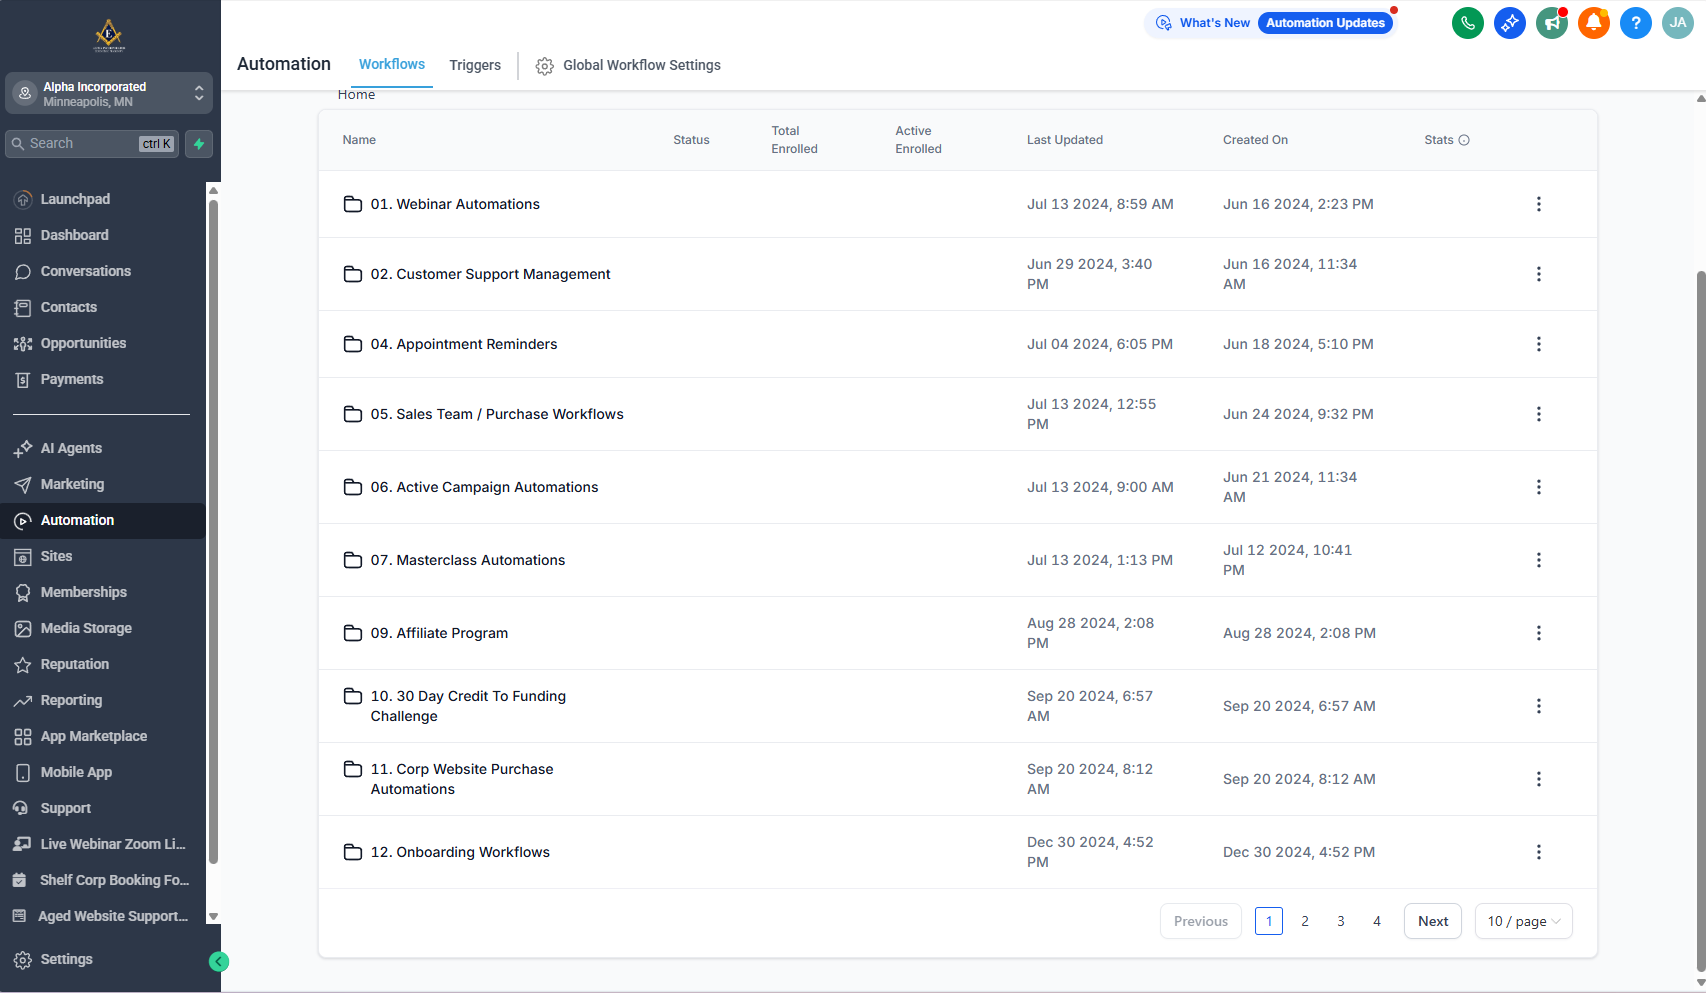 What's New
Automation Updates
?
JA
Automation
Workflows
Triggers
Global Workflow Settings
Alpha Incorporated
Minneapolis, MN
Search
ctrl K
Launchpad
Dashboard
Conversations
Contacts
Opportunities
Payments
AI Agents
Marketing
Automation
Sites
Memberships
Media Storage
Reputation
Reporting
App Marketplace
Mobile App
Support
Live Webinar Zoom Li...
Shelf Corp Booking Fo...
Aged Website Support...
Settings
Home
Name
Status
Total
Enrolled
Active
Enrolled
Last Updated
Created On
Stats
01. Webinar Automations
Jul 13 2024, 8:59 AM
Jun 16 2024, 2:23 PM
02. Customer Support Management
Jun 29 2024, 3:40
PM
Jun 16 2024, 11:34
AM
04. Appointment Reminders
Jul 04 2024, 6:05 PM
Jun 18 2024, 5:10 PM
05. Sales Team / Purchase Workflows
Jul 13 2024, 12:55
PM
Jun 24 2024, 9:32 PM
06. Active Campaign Automations
Jul 13 2024, 9:00 AM
Jun 21 2024, 11:34
AM
07. Masterclass Automations
Jul 13 2024, 1:13 PM
Jul 12 2024, 10:41
PM
09. Affiliate Program
Aug 28 2024, 2:08
PM
Aug 28 2024, 2:08 PM
10. 30 Day Credit To Funding
Challenge
Sep 20 2024, 6:57
AM
Sep 20 2024, 6:57 AM
11. Corp Website Purchase
Automations
Sep 20 2024, 8:12
AM
Sep 20 2024, 8:12 AM
12. Onboarding Workflows
Dec 30 2024, 4:52
PM
Dec 30 2024, 4:52 PM
Previous
1
2
3
4
Next
10 / page